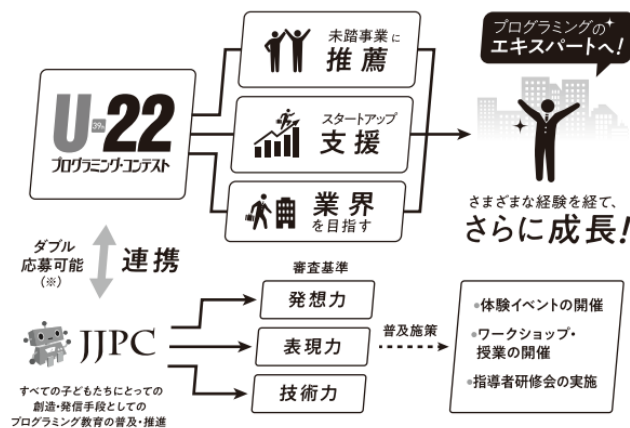 プログラミングの
エキスパートへ!
未踏事業に
推薦
U-22
プログラミング・コンテスト
スタートアップ
支援
業界
を目指す
さまざまな経験を経て、
さらに成長!
ダブル
応募可能
(※)
連携
審査基準
発想力
JJPC
表現力
技術力
普及施策
•体験イベントの開催
•ワークショップ・
授業の開催
•指導者研修会の実施
すべての子どもたちにとっての
創造・発信手段としての
プログラミング教育の普及・推進